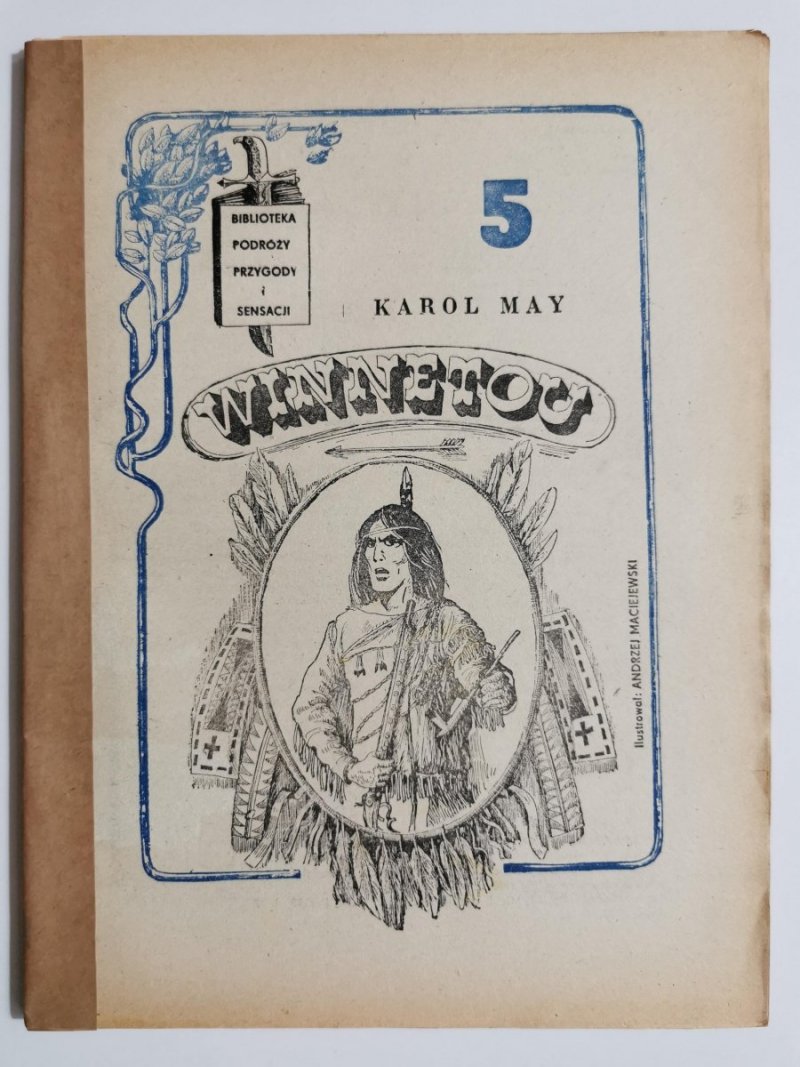 BIBLIOTEKA
PODRÓŻY
PRZYGODY
i
SENSACJI
5
KAROL MAY
WINNETOU
Ilustrował: ANDRZEJ MACIEJEWSKI